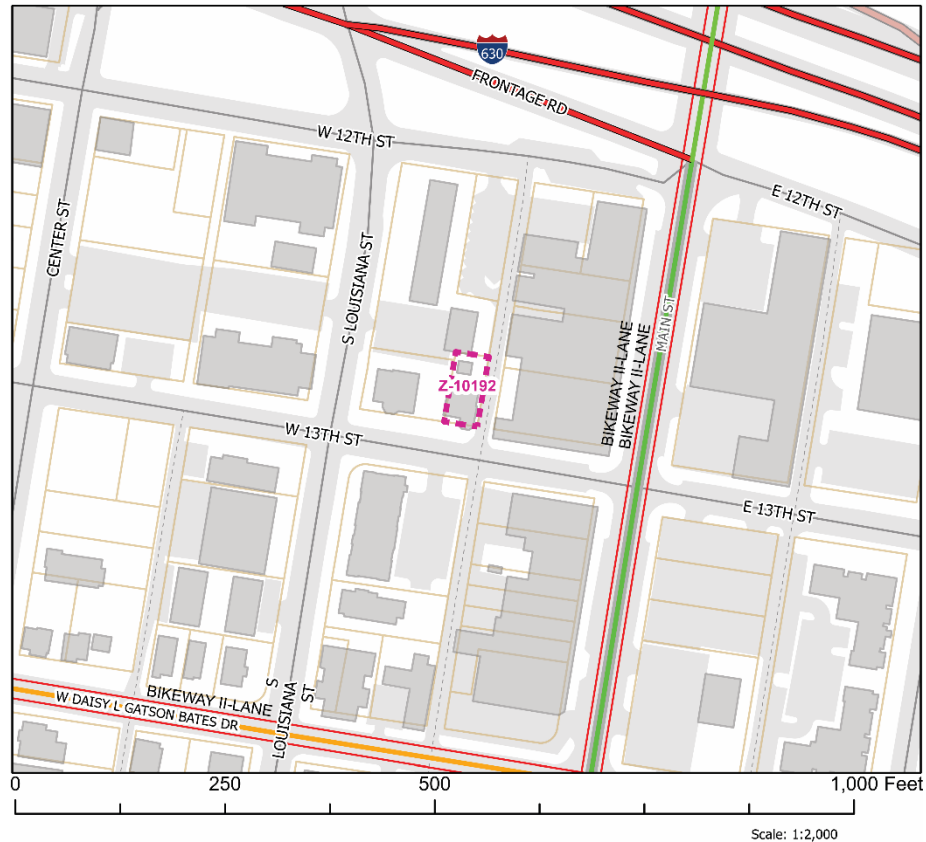 630
FRONTAGE RD
W 12TH ST
E 12TH ST
CENTER ST
S LOUISIANA ST
MAIN ST
BIKEWAY II-LANE
BIKEWAY II-LANE
Z-10192
W 13TH ST
E 13TH ST
BIKEWAY II-LANE
S
LOUISIANA
ST
W DAISY L GATSON BATES DR
0 250 500 1,000 Feet
Scale: 1:2,000